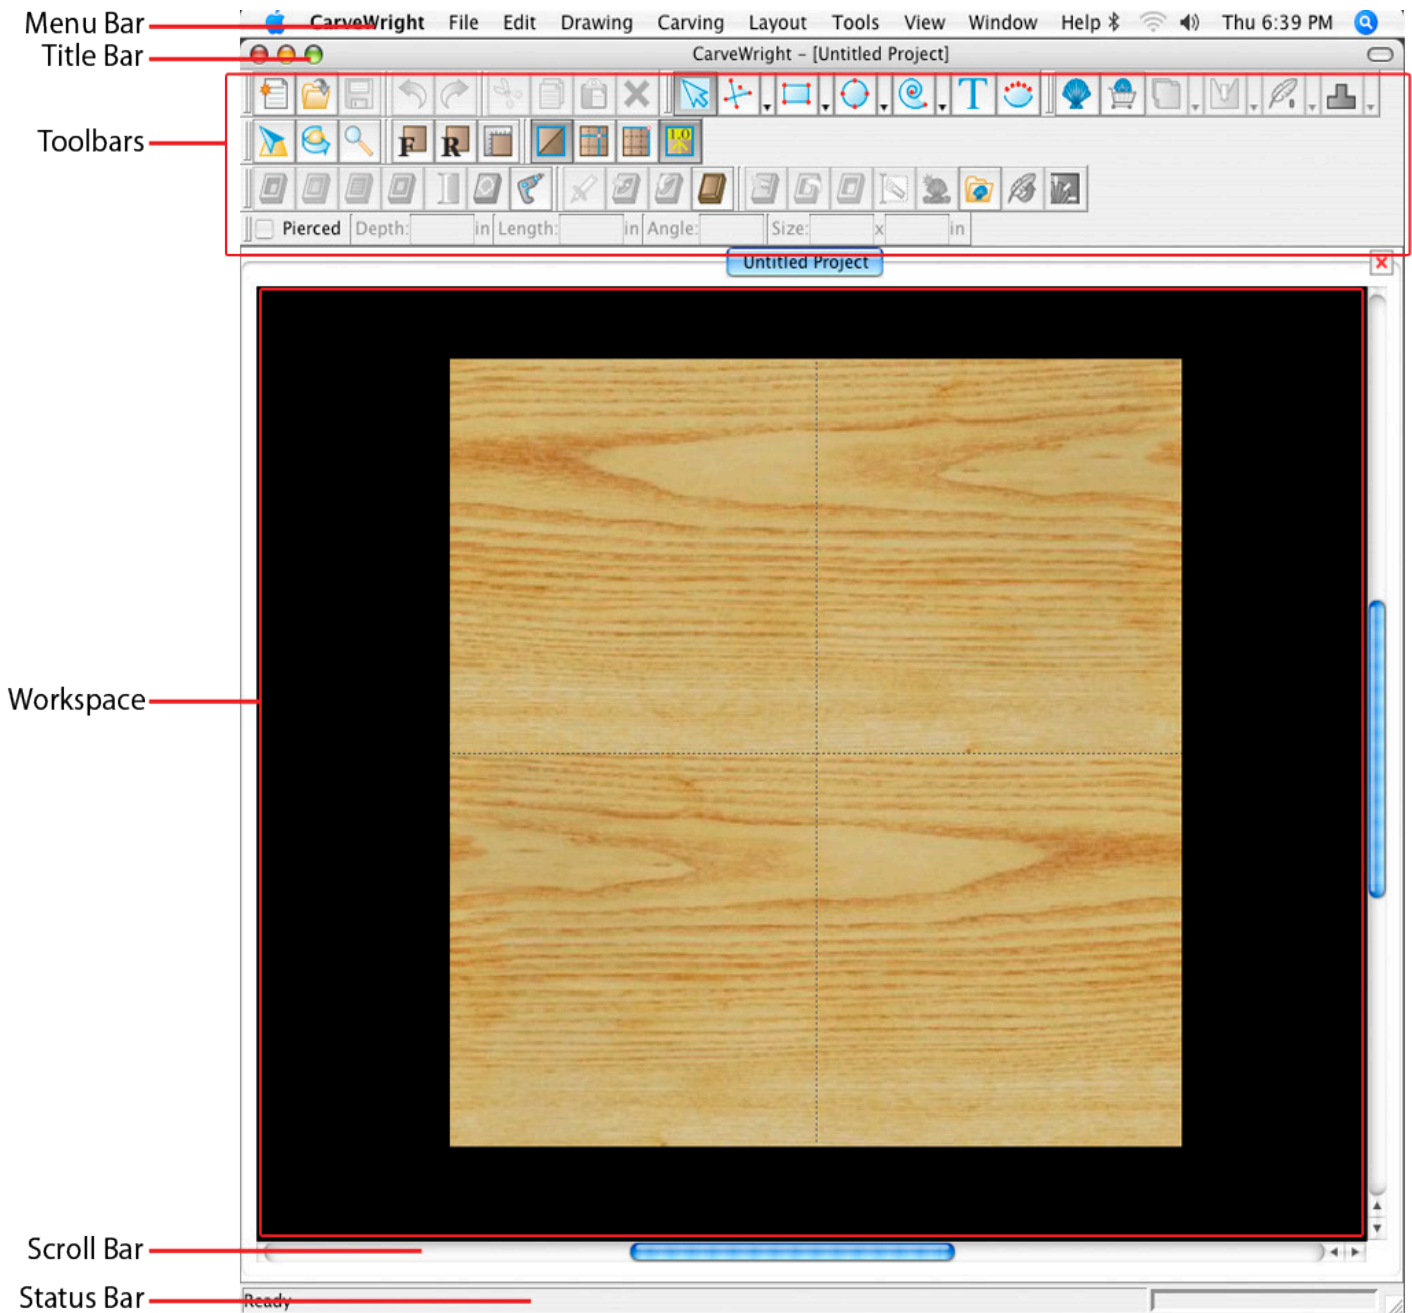 Menu Bar
CarveWright File Edit Drawing Carving Layout Tools View Window Help Thu 6:39 PM
Title Bar
CarveWright – [Untitled Project]
T
Toolbars
F R 1.0
Pierced Depth: in Length: in Angle: Size: x in
Untitled Project
Workspace
Scroll Bar
Status Bar
Ready